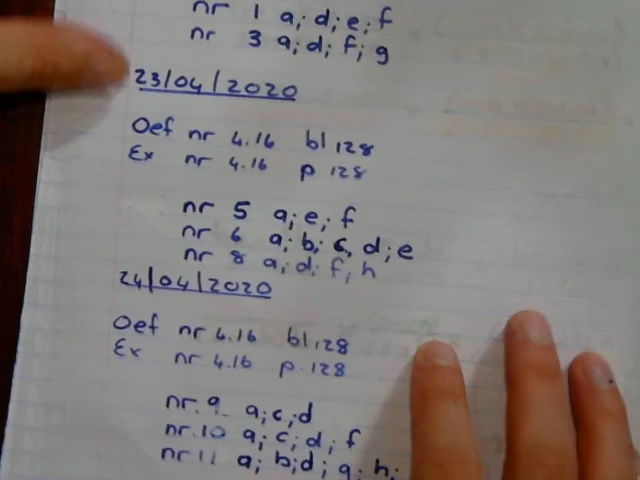 nr 1 a; d; e; f
nr 3 a; d; f; g
23/04/2020
Oef nr 4.16 bl 128
Ex nr 4.16 p 128
nr 5 a; e; f
nr 6 a; b; c, d; e
nr 8 a; d; f; h
24/04/2020
Oef nr 4.16 bl 128
Ex nr 4.16 p. 128
nr. 9 a; c; d
nr. 10 a; c; d; f
nr 11 a; b; d; g; h;